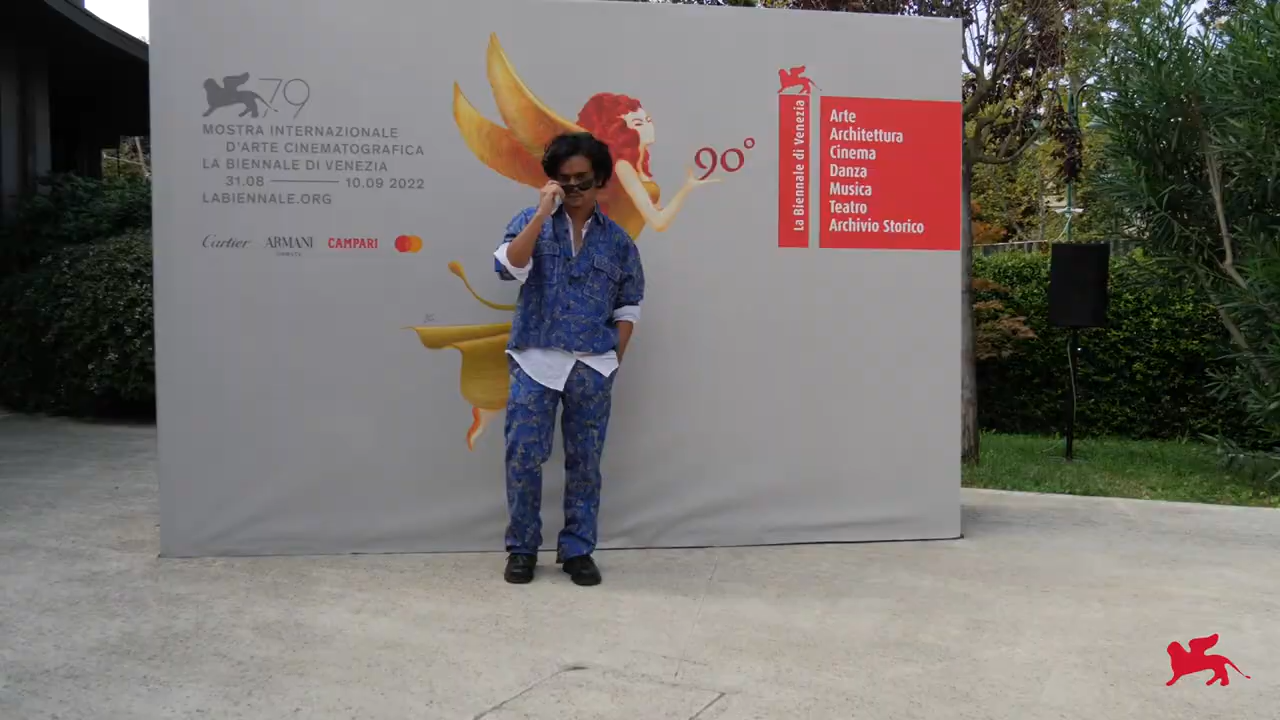 79
MOSTRA INTERNAZIONALE
D'ARTE CINEMATOGRAFICA
LA BIENNALE DI VENEZIA
31.08 10.09 2022
LABIENNALE.ORG
Cartier ARMANI CAMPARI
90°
La Biennale di Venezia
Arte
Architettura
Cinema
Danza
Musica
Teatro
Archivio Storico